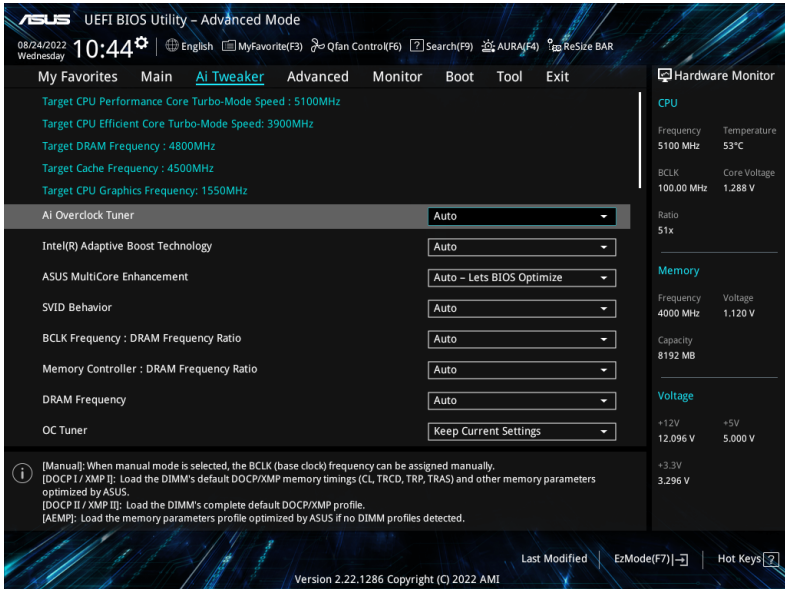 ASUS UEFI BIOS Utility – Advanced Mode
08/24/2022 Wednesday 10:44 English MyFavorite(F3) Qfan Control(F6) ? Search(F9) AURA(F4) ReSize BAR
My Favorites Main Ai Tweaker Advanced Monitor Boot Tool Exit
Hardware Monitor
Target CPU Performance Core Turbo-Mode Speed : 5100MHz
Target CPU Efficient Core Turbo-Mode Speed: 3900MHz
Target DRAM Frequency : 4800MHz
Target Cache Frequency : 4500MHz
Target CPU Graphics Frequency: 1550MHz
Ai Overclock Tuner Auto
Intel(R) Adaptive Boost Technology Auto
ASUS MultiCore Enhancement Auto – Lets BIOS Optimize
SVID Behavior Auto
BCLK Frequency : DRAM Frequency Ratio Auto
Memory Controller : DRAM Frequency Ratio Auto
DRAM Frequency Auto
OC Tuner Keep Current Settings
[Manual]: When manual mode is selected, the BCLK (base clock) frequency can be assigned manually.
[DOCP I / XMP I]: Load the DIMM's default DOCP/XMP memory timings (CL, TRCD, TRP,
TRAS) and other memory parameters
optimized by ASUS.
[DOCP II / XMP II]: Load the DIMM's complete default DOCP/XMP profile.
[AEMP]: Load the memory parameters profile optimized by ASUS if no DIMM profiles detected.
CPU
Frequency Temperature
5100 MHz 53°C
BCLK Core Voltage
100.00 MHz 1.288 V
Ratio
51x
Memory
Frequency Voltage
4000 MHz 1.120 V
Capacity
8192 MB
Voltage
+12V +5V
12.096 V 5.000 V
+3.3V
3.296 V
Last Modified EzMode(F7) Hot Keys ?
Version 2.22.1286 Copyright (C) 2022 AMI